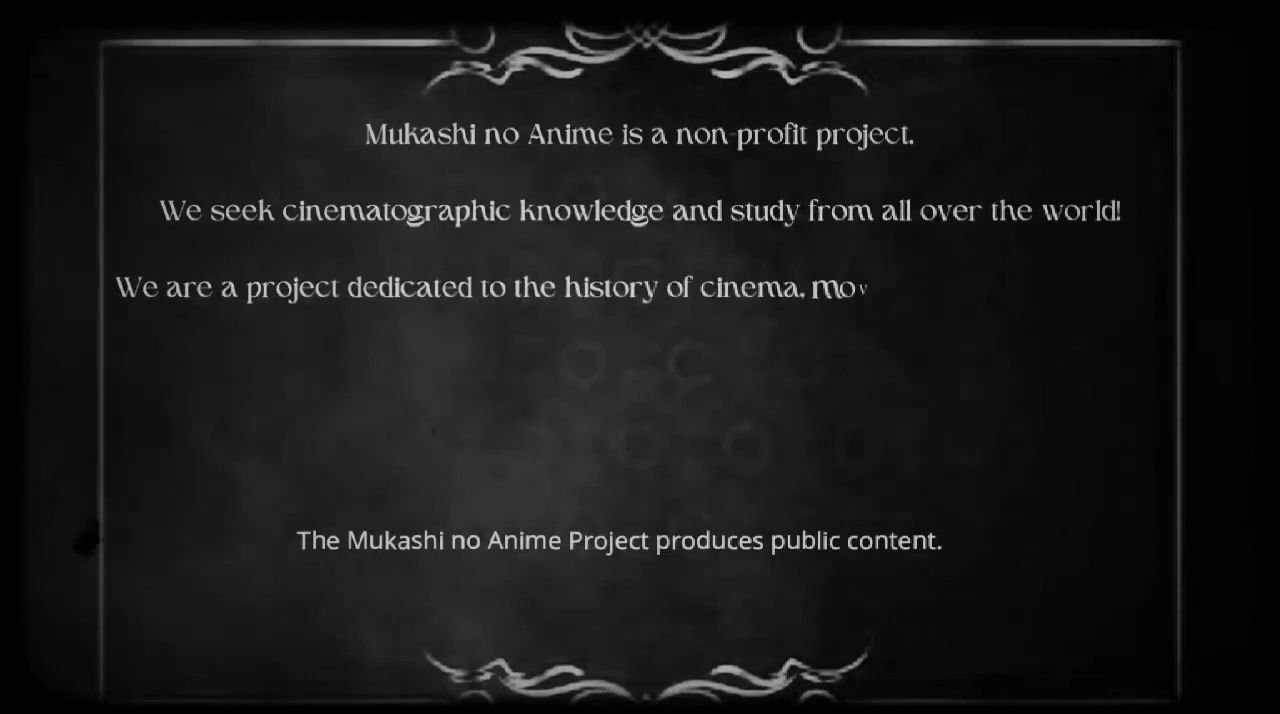 Mukashi no Anime is a non-profit project.
We seek cinematographic knowledge and study from all over the world!
We are a project dedicated to the history of cinema, mov
The Mukashi no Anime Project produces public content.